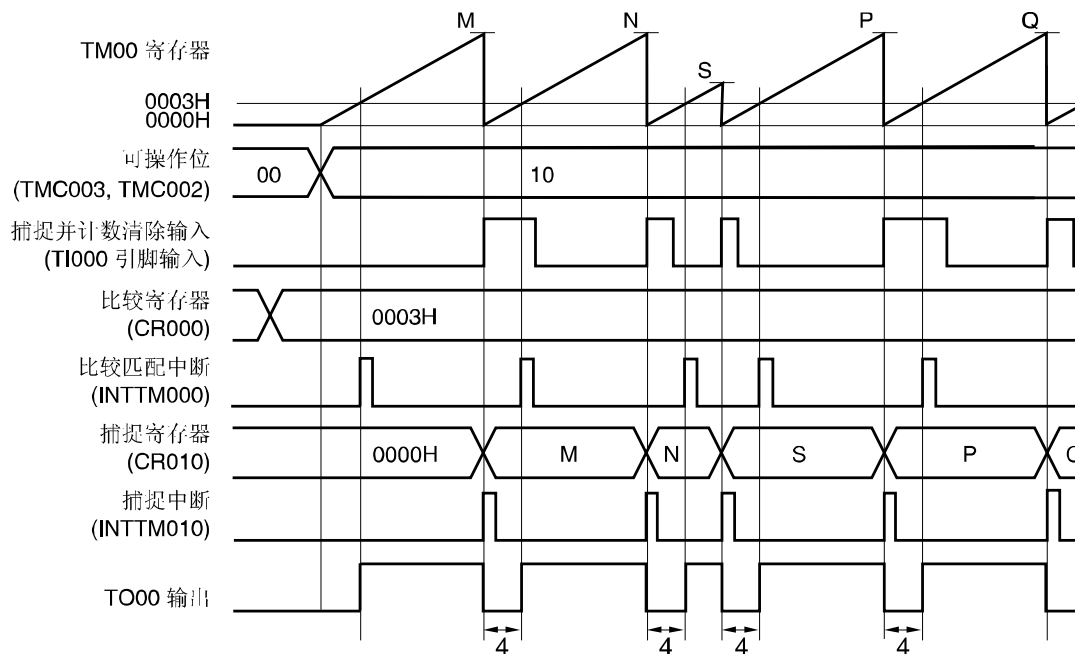 M N P Q
TM00 寄存器
S
0003H
0000H
可操作位
(TMC003, TMC002)
00 10
捕捉并计数清除输入
(TI000 引脚输入)
比较寄存器
(CR000)
0003H
比较匹配中断
(INTTM000)
捕捉寄存器
(CR010)
0000H M N S P
捕捉中断
(INTTM010)
TO00 输出
4 4 4 4